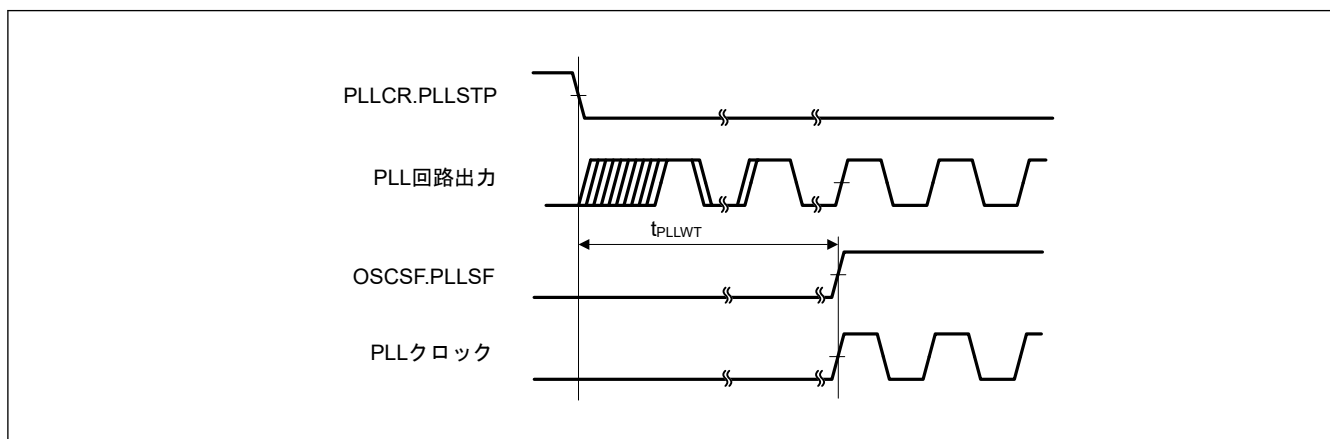 PLLCR.PLLSTP
PLL回路出力
tPLLWT
OSCSF.PLLSF
PLLクロック